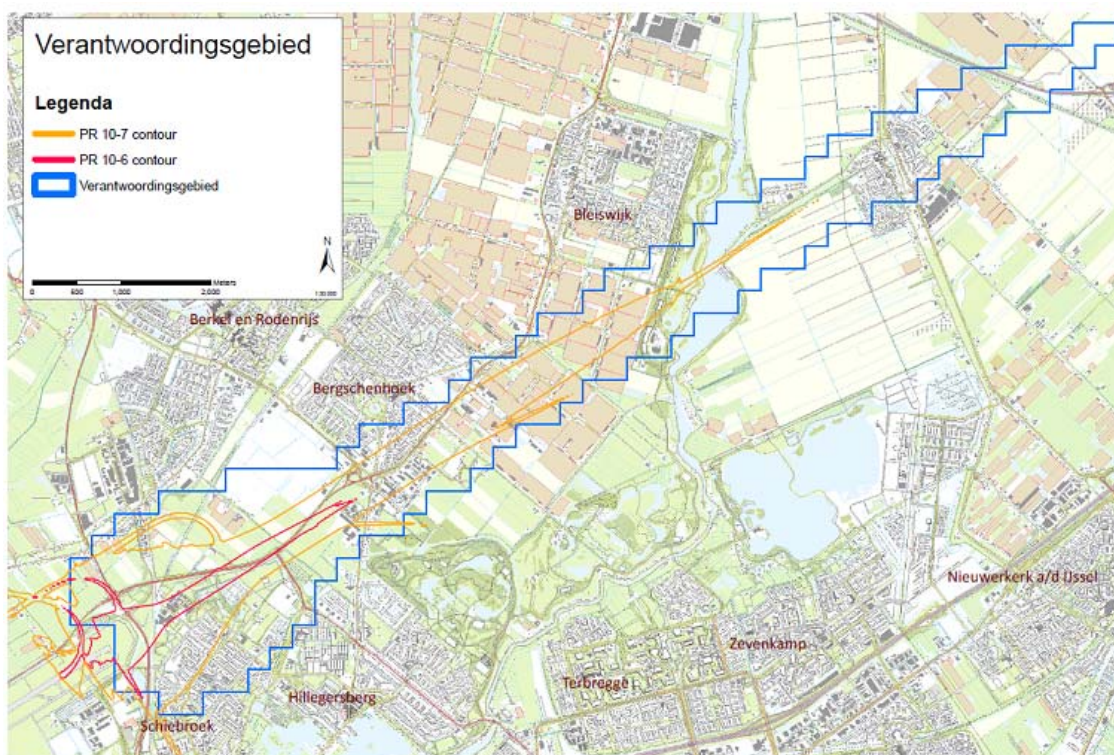 Verantwoordingsgebied
Legenda
PR 10-7 contour
PR 10-6 contour
Verantwoordingsgebied
N
0 500 1,000 2,000 Meters
Bleiswijk
Berkel en Rodenrijs
Bergschenhoek
Nieuwerkerk a/d IJssel
Zevenkamp
Terbregge
Hillegersberg
Schiebroek